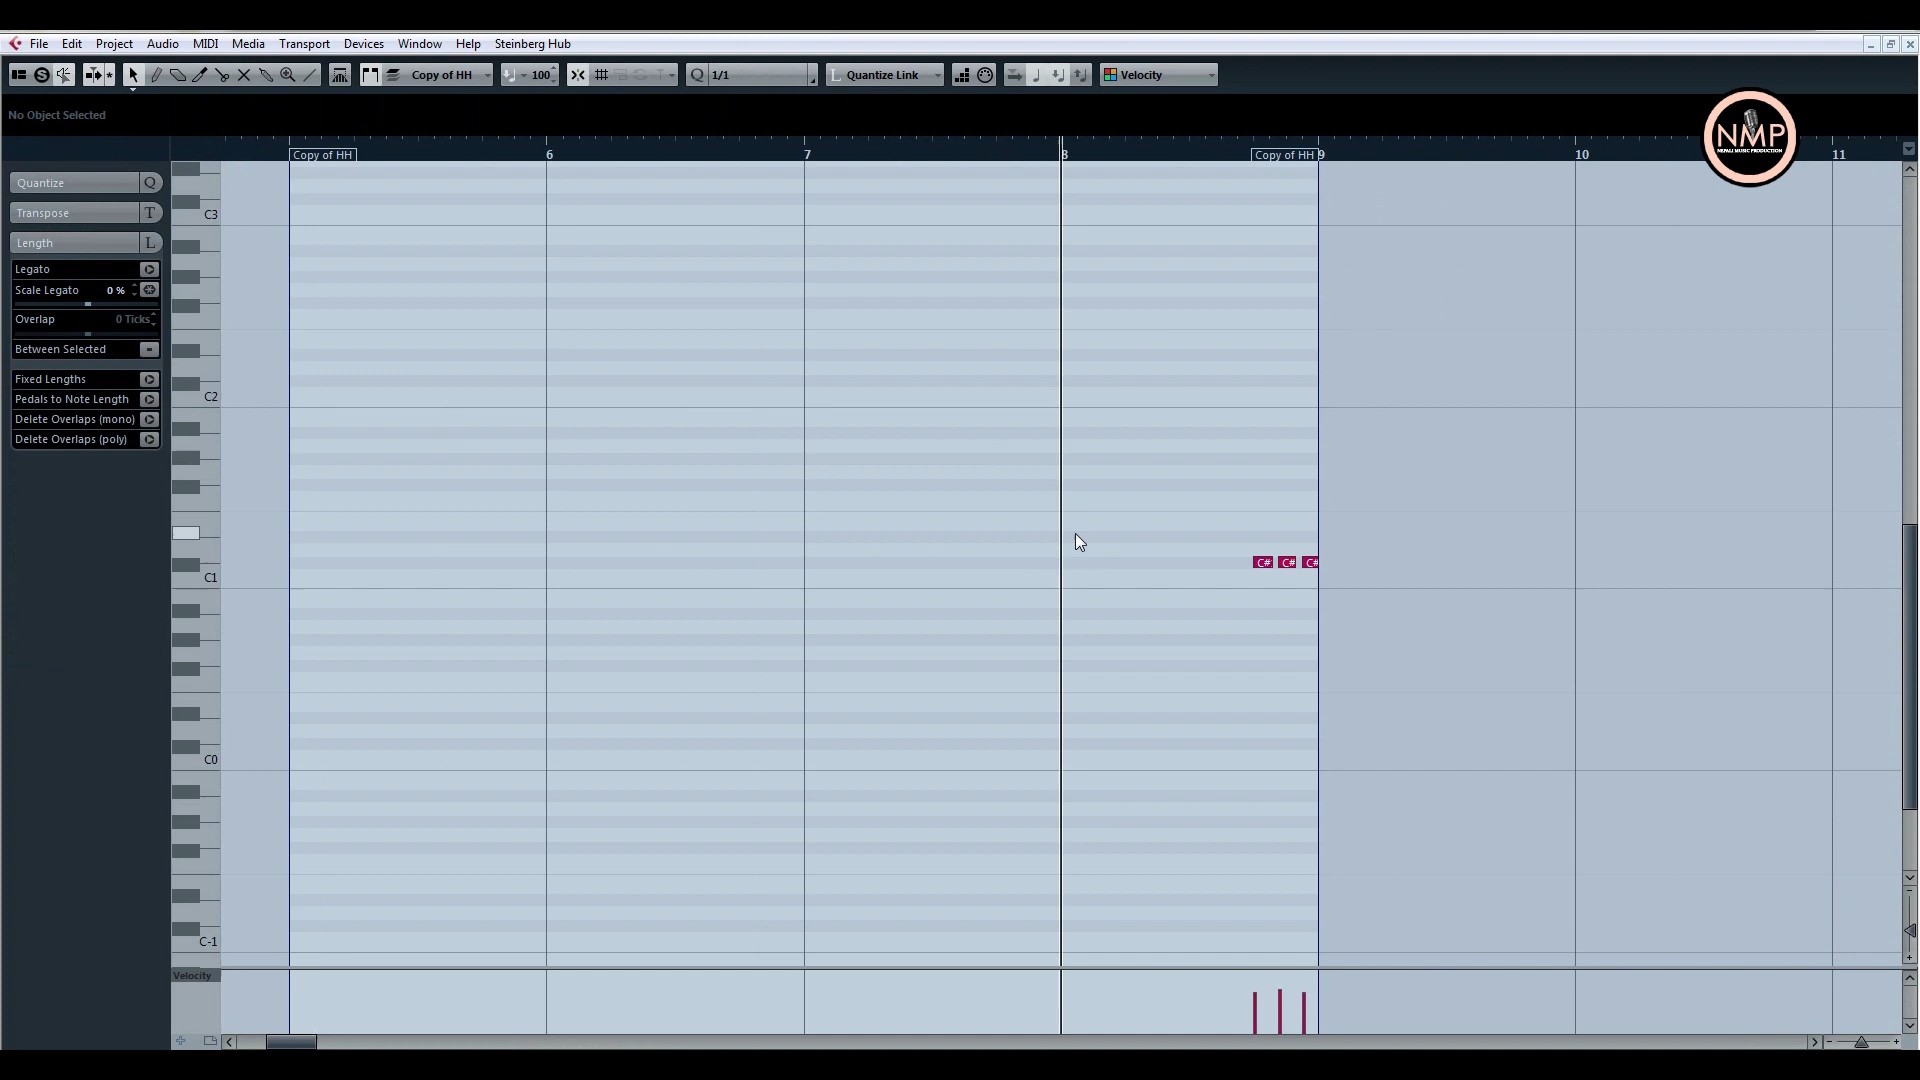 File Edit Project Audio MIDI Media Transport Devices Window Help Steinberg Hub
Copy of HH 100 Q 1/1 L Quantize Link Velocity
No Object Selected
NMP
NEPALI MUSIC PRODUCTION
6 7 8 9 10 11
Copy of HH Copy of HH
Quantize Q
Transpose T
Length L
Legato
Scale Legato 0 %
Overlap 0 Ticks
Between Selected
Fixed Lengths
Pedals to Note Length
Delete Overlaps (mono)
Delete Overlaps (poly)
C3
C2
C# C# C#
C1
C0
C-1
Velocity